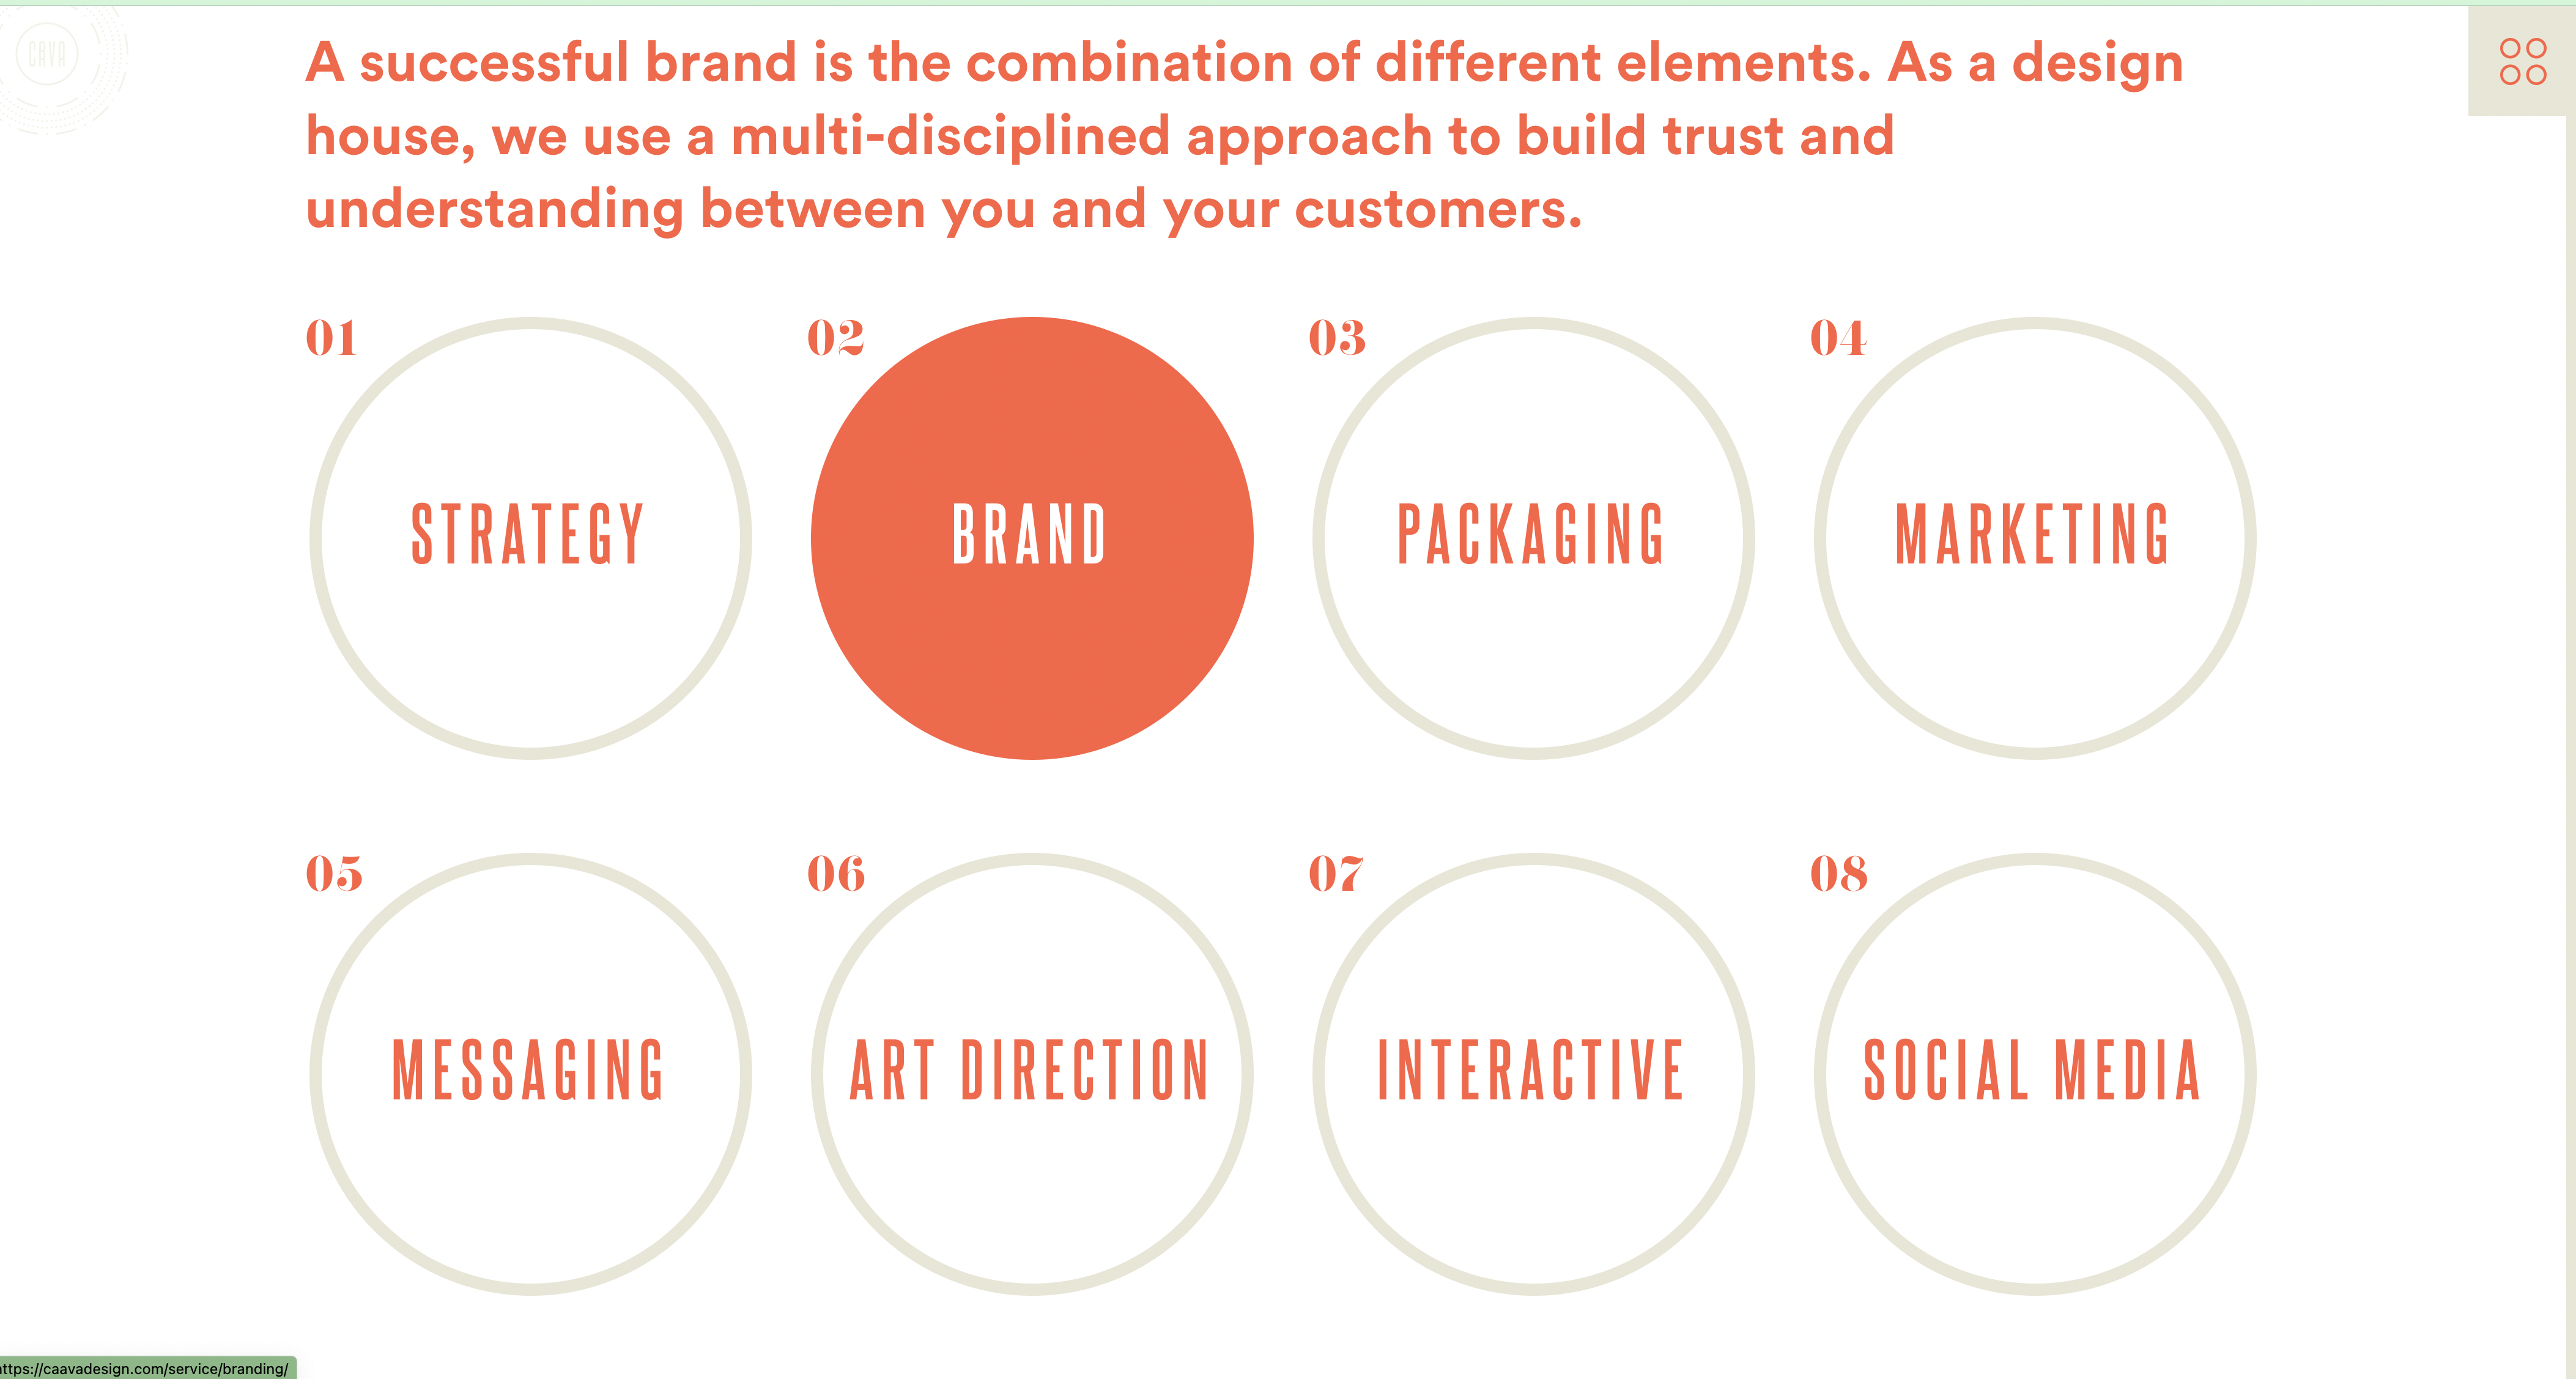 CAVA
A successful brand is the combination of different elements. As a design
house, we use a multi-disciplined approach to build trust and
understanding between you and your customers.
01
STRATEGY
02
BRAND
03
PACKAGING
04
MARKETING
05
MESSAGING
06
ART DIRECTION
07
INTERACTIVE
08
SOCIAL MEDIA
ttps://caavadesign.com/service/branding/